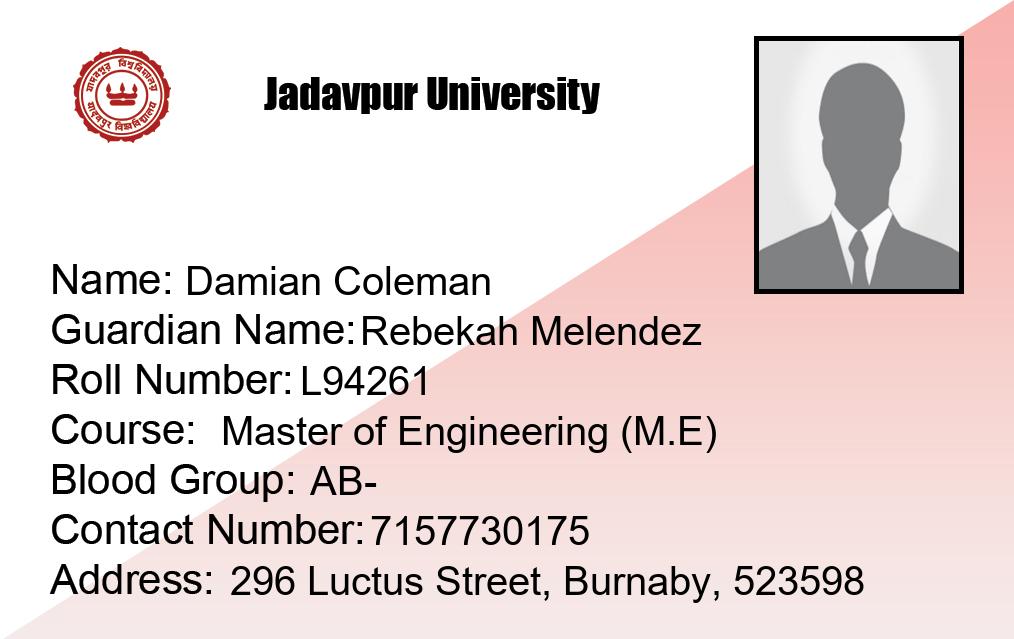 যাদবপুর বিশ্ববিদ্যালয়
Jadavpur University
Name: Damian Coleman
Guardian Name: Rebekah Melendez
Roll Number: L94261
Course: Master of Engineering (M.E)
Blood Group: AB-
Contact Number: 7157730175
Address: 296 Luctus Street, Burnaby, 523598